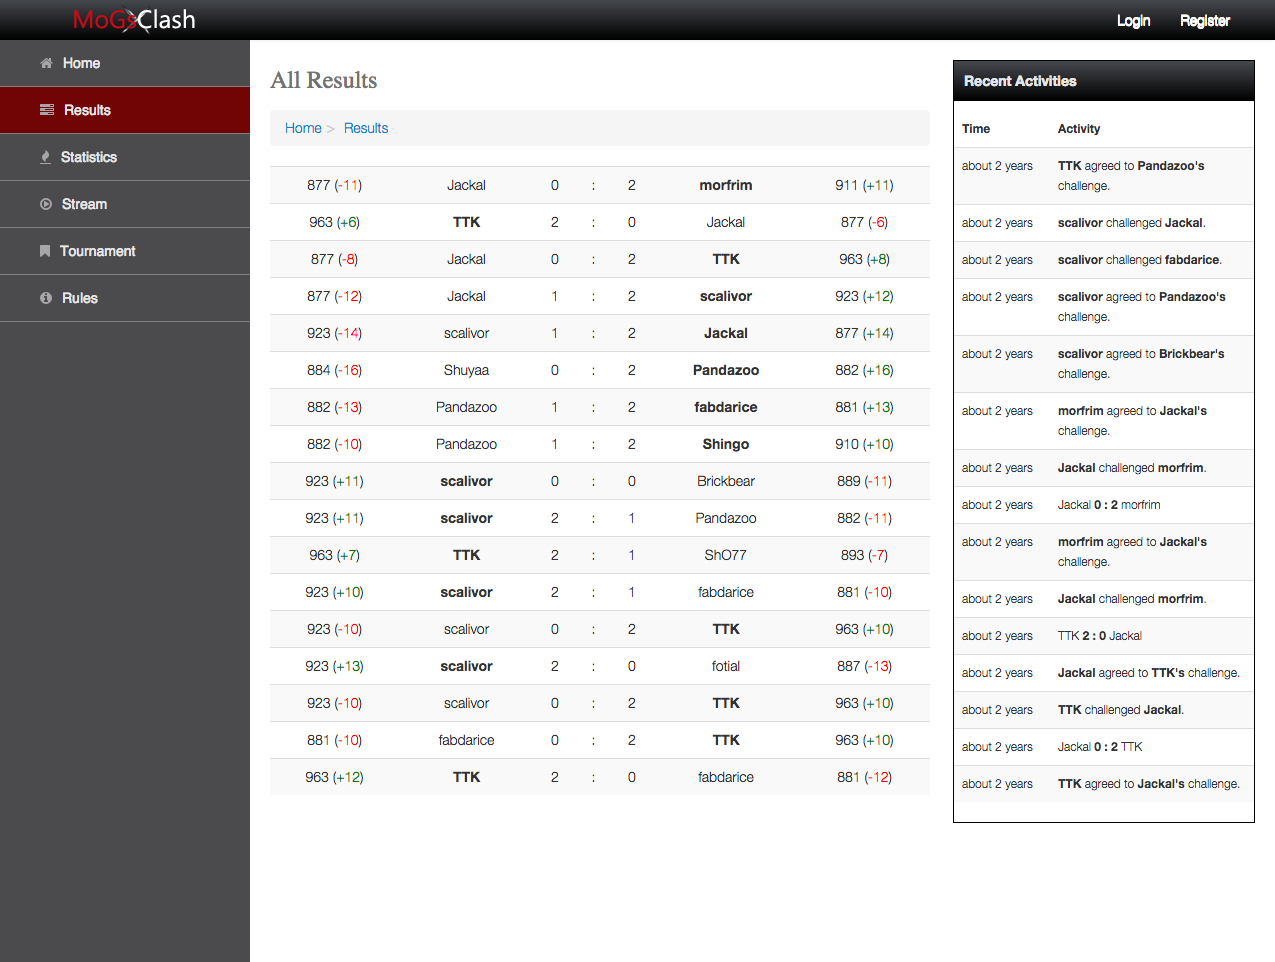 MoGsClash
Login Register
Home
Results
Statistics
Stream
Tournament
Rules
All Results
Home > Results
877 (-11) Jackal 0 : 2 morfrim 911 (+11)
963 (+6) TTK 2 : 0 Jackal 877 (-6)
877 (-8) Jackal 0 : 2 TTK 963 (+8)
877 (-12) Jackal 1 : 2 scalivor 923 (+12)
923 (-14) scalivor 1 : 2 Jackal 877 (+14)
884 (-16) Shuyaa 0 : 2 Pandazoo 882 (+16)
882 (-13) Pandazoo 1 : 2 fabdarice 881 (+13)
882 (-10) Pandazoo 1 : 2 Shingo 910 (+10)
923 (+11) scalivor 0 : 0 Brickbear 889 (-11)
923 (+11) scalivor 2 : 1 Pandazoo 882 (-11)
963 (+7) TTK 2 : 1 ShO77 893 (-7)
923 (+10) scalivor 2 : 1 fabdarice 881 (-10)
923 (-10) scalivor 0 : 2 TTK 963 (+10)
923 (+13) scalivor 2 : 0 fotial 887 (-13)
923 (-10) scalivor 0 : 2 TTK 963 (+10)
881 (-10) fabdarice 0 : 2 TTK 963 (+10)
963 (+12) TTK 2 : 0 fabdarice 881 (-12)
Recent Activities
Time Activity
about 2 years TTK agreed to Pandazoo's
challenge.
about 2 years scalivor challenged Jackal.
about 2 years scalivor challenged fabdarice.
about 2 years scalivor agreed to Pandazoo's
challenge.
about 2 years scalivor agreed to Brickbear's
challenge.
about 2 years morfrim agreed to Jackal's
challenge.
about 2 years Jackal challenged morfrim.
about 2 years Jackal 0 : 2 morfrim
about 2 years morfrim agreed to Jackal's
challenge.
about 2 years Jackal challenged morfrim.
about 2 years TTK 2 : 0 Jackal
about 2 years Jackal agreed to TTK's challenge.
about 2 years TTK challenged Jackal.
about 2 years Jackal 0 : 2 TTK
about 2 years TTK agreed to Jackal's challenge.